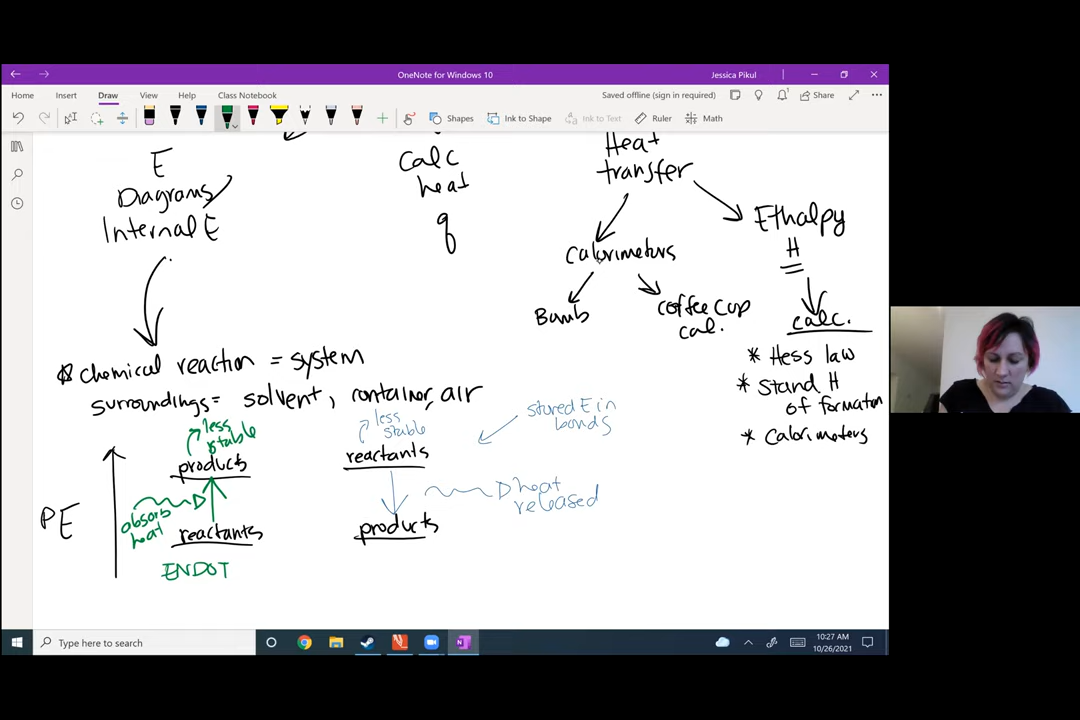 OneNote for Windows 10
Jessica Pikul
Home
Insert
Draw
View
Help
Class Notebook
Saved offline (sign in required)
Share
Shapes
Ink to Shape
Ink to Text
Ruler
Math
E
Diagrams
Internal E
Calc
heat
q
Heat
transfer
Calorimeters
Bomb
coffee cup
cal.
Ethalpy
H
calc.
* Hess law
* Stand H
of formation
* Calorimeters
* chemical reaction = system
surroundings = solvent, container, air
PE
less
stable
products
absorb
heat
reactants
ENDOT
less
stable
reactants
stored E in
bonds
heat
released
products
Type here to search
10:27 AM
10/26/2021